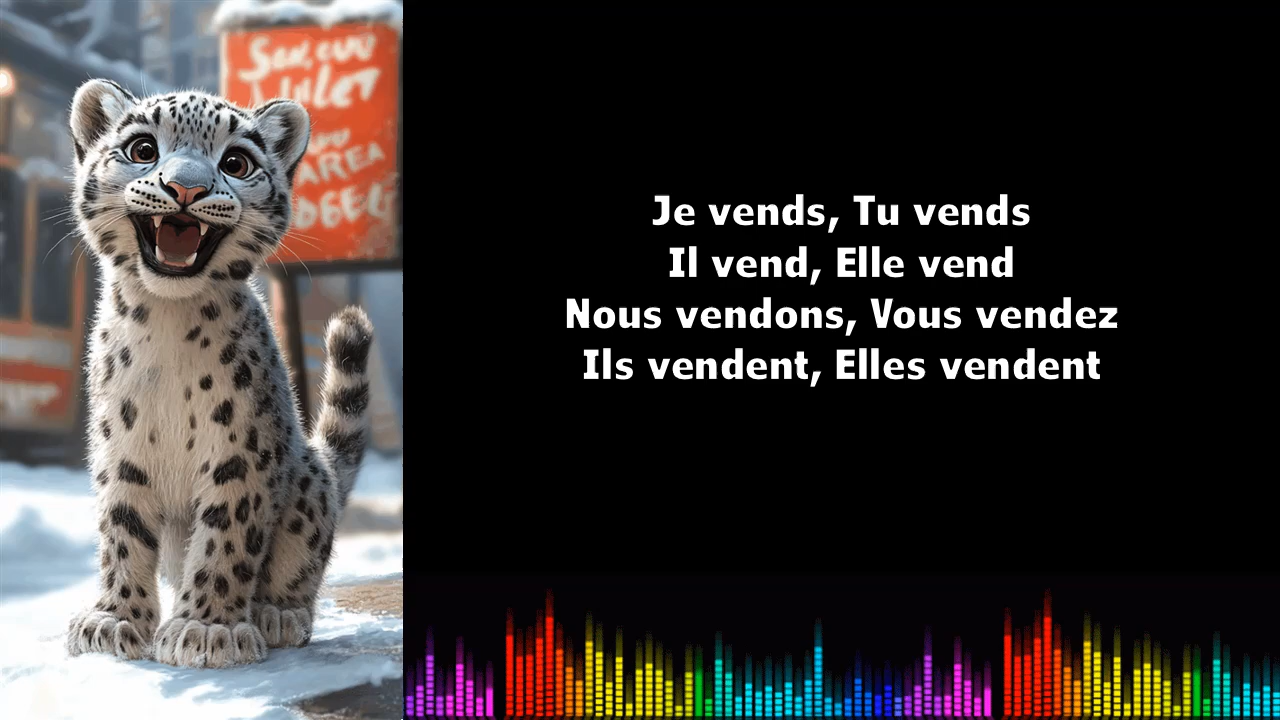 Je vends, Tu vends
Il vend, Elle vend
Nous vendons, Vous vendez
Ils vendent, Elles vendent